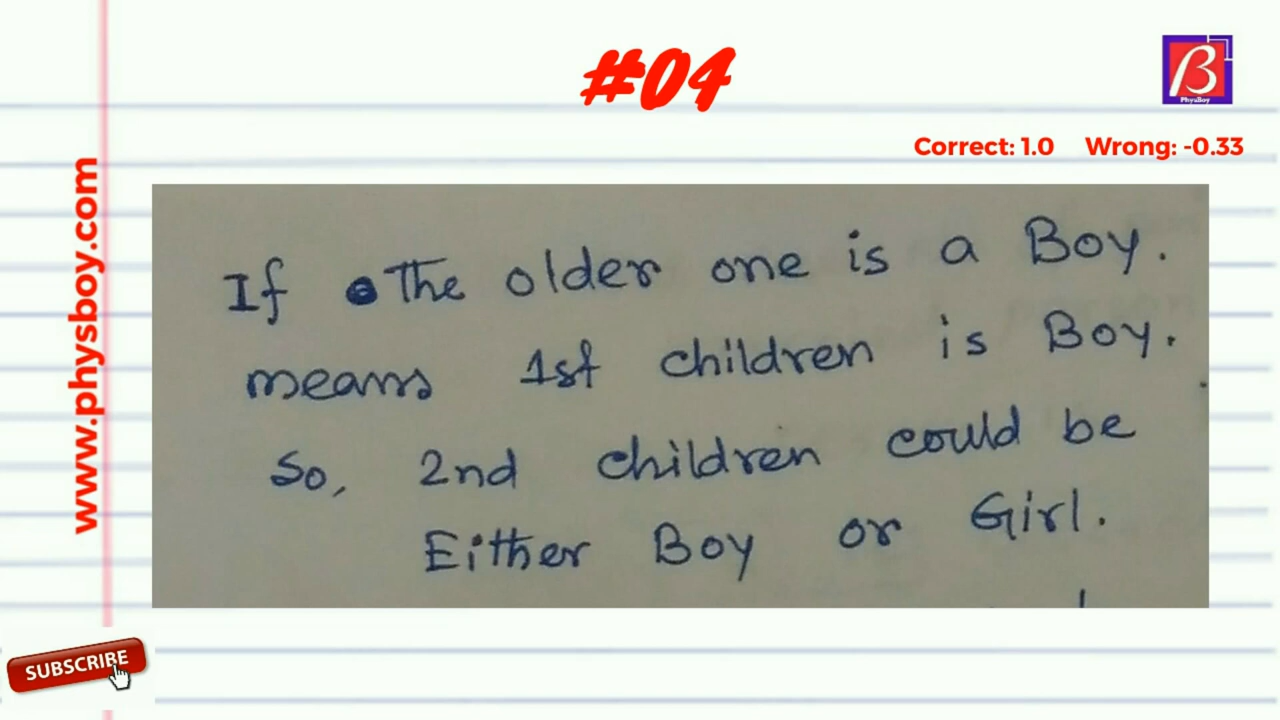 #04
PhysBoy
Correct: 1.0 Wrong: -0.33
www.physboy.com
If The older one is a Boy.
means 1st children is Boy.
So, 2nd children could be
Either Boy or Girl.
SUBSCRIBE